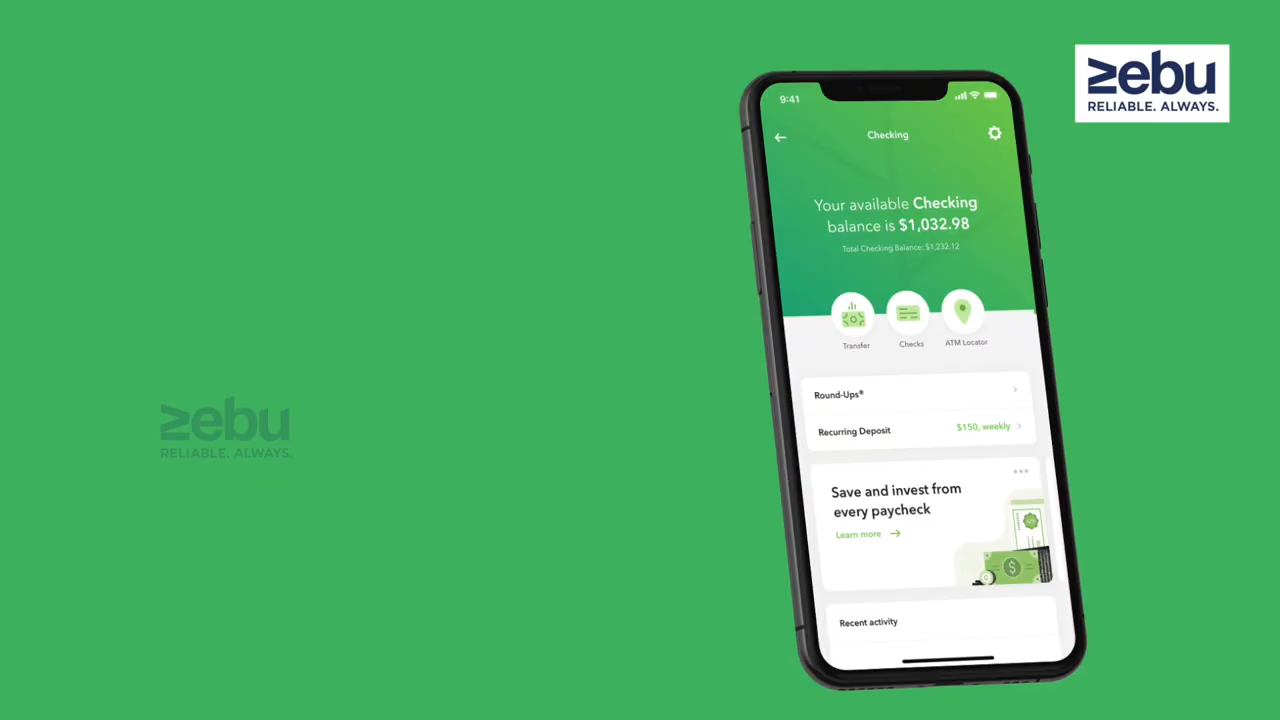 zebu
RELIABLE. ALWAYS.
9:41
Checking
Your available Checking
balance is $1,032.98
Total Checking Balance: $1,232.12
Transfer
Checks
ATM Locator
Round-Ups®
Recurring Deposit
$150, weekly
Save and invest from
every paycheck
Learn more
Recent activity
zebu
RELIABLE. ALWAYS.